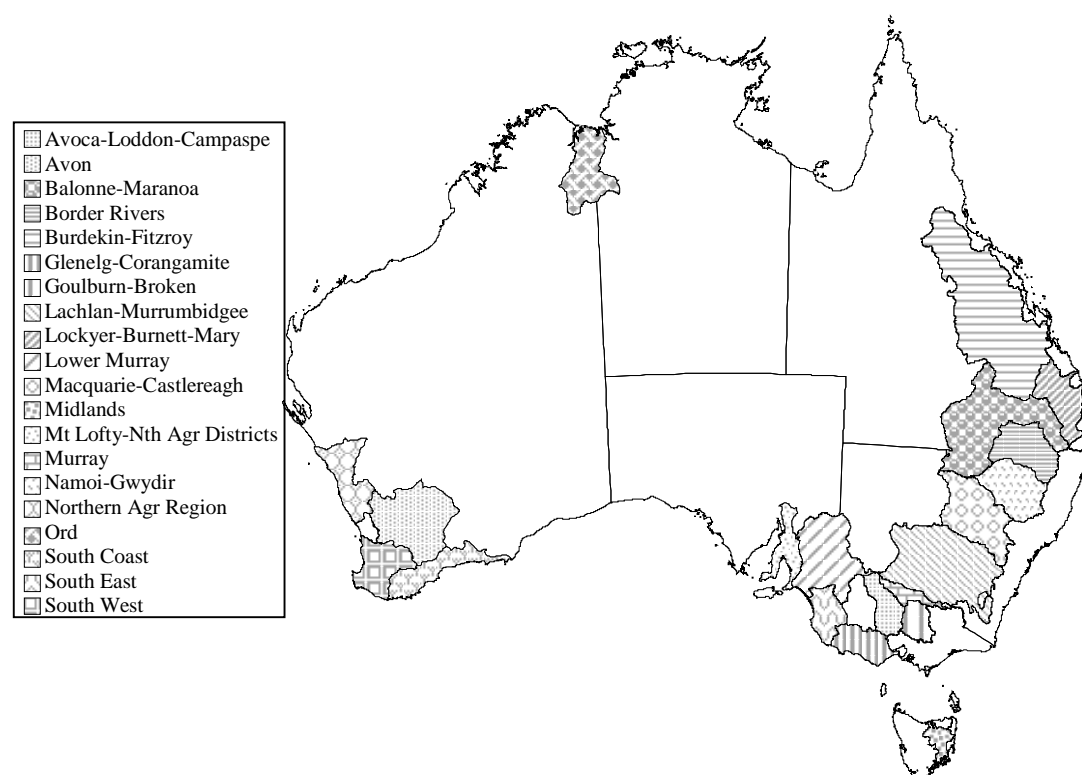 Avoca-Loddon-Campaspe
Avon
Balonne-Maranoa
Border Rivers
Burdekin-Fitzroy
Glenelg-Corangamite
Goulburn-Broken
Lachlan-Murrumbidgee
Lockyer-Burnett-Mary
Lower Murray
Macquarie-Castlereagh
Midlands
Mt Lofty-Nth Agr Districts
Murray
Namoi-Gwydir
Northern Agr Region
Ord
South Coast
South East
South West